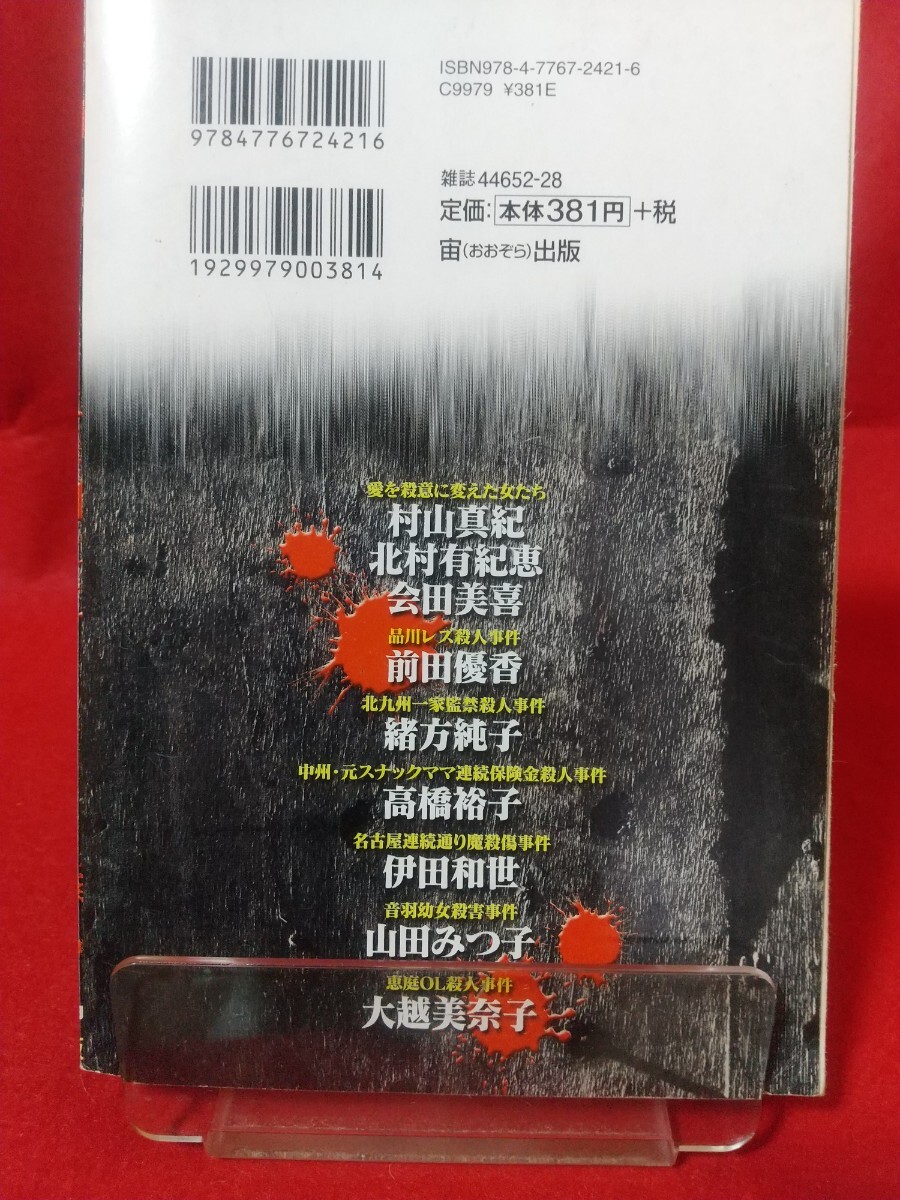 ISBN978-4-7767-2421-6
C9979 ¥381E
9784776724216
雑誌 44652-28
定価: 本体381円 +税
宙(おおぞら)出版
1929979003814
愛を殺意に変えた女たち
村山真紀
北村有紀恵
会田美喜
品川レズ殺人事件
前田優香
北九州一家監禁殺人事件
緒方純子
中州・元スナックママ連続保険金殺人事件
高橋裕子
名古屋連続通り魔殺傷事件
伊田和世
音羽幼女殺害事件
山田みつ子
恵庭OL殺人事件
大越美奈子